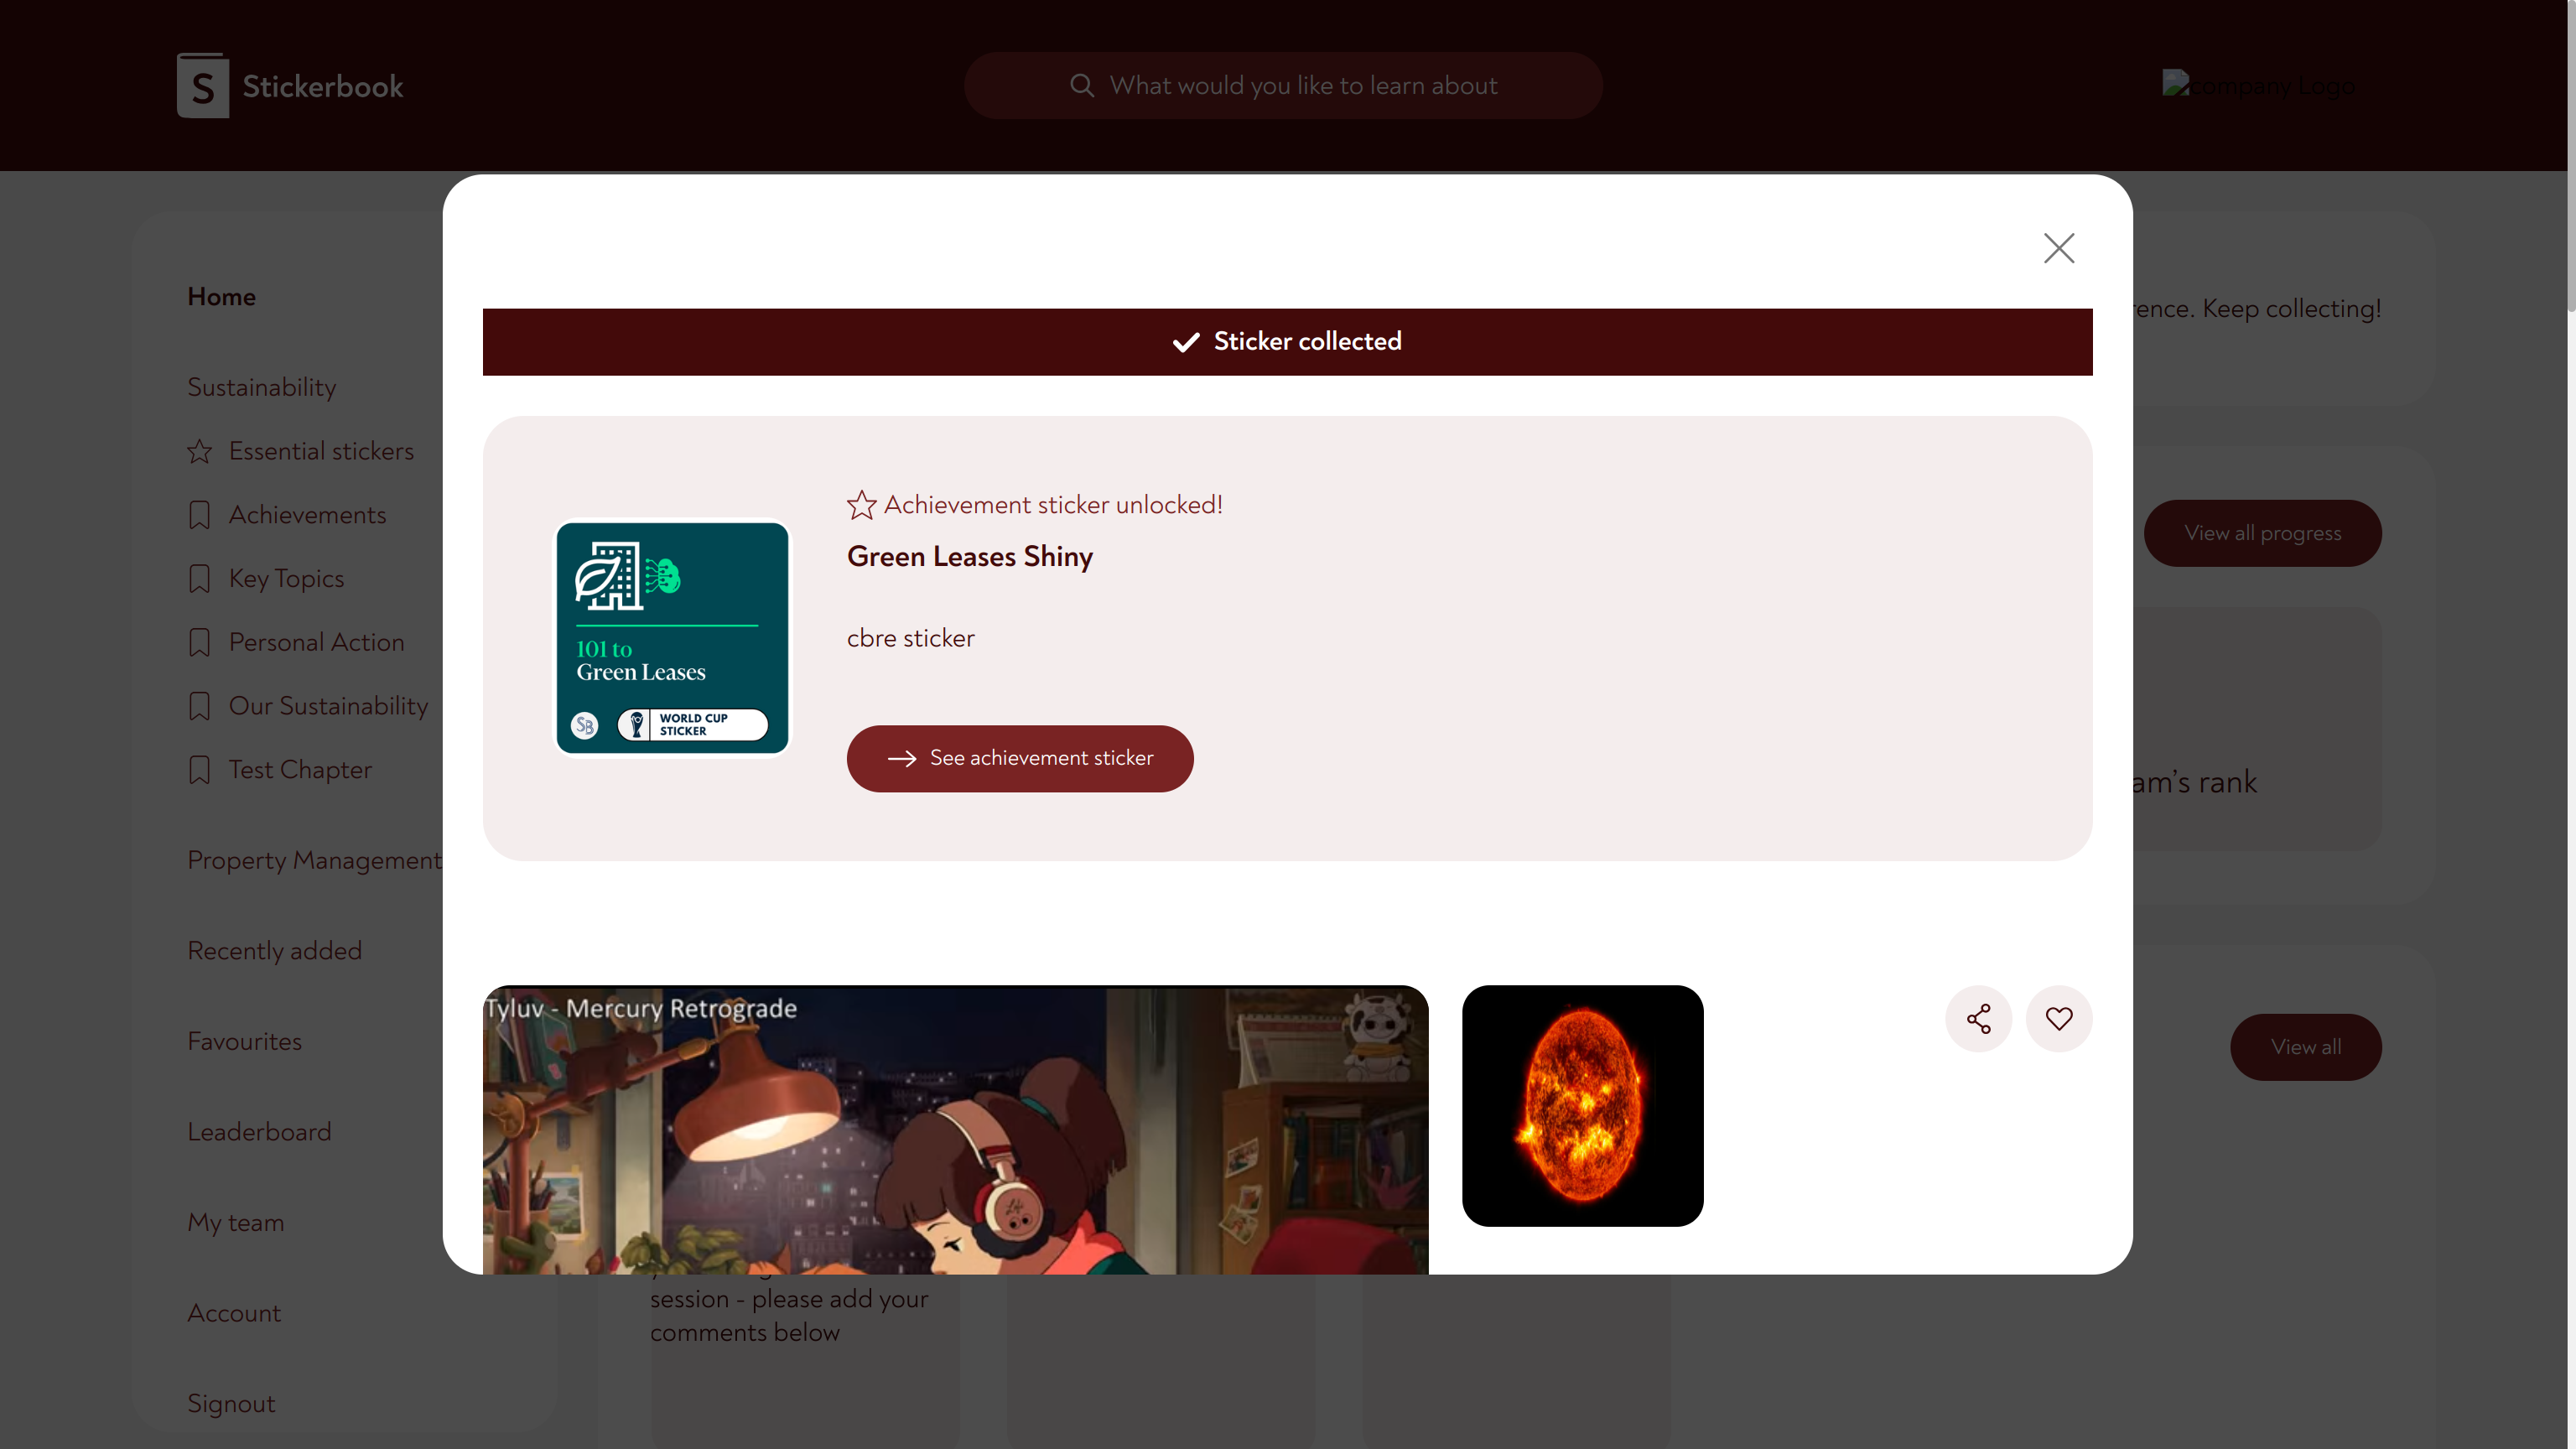 S Stickerbook
What would you like to learn about
company Logo
Home
Sustainability
Essential stickers
Achievements
Key Topics
Personal Action
Our Sustainability
Test Chapter
Property Management
Recently added
Favourites
Leaderboard
My team
Account
Signout
Keep collecting!
View all progress
rank
View all
Sticker collected
Achievement sticker unlocked!
Green Leases Shiny
cbre sticker
See achievement sticker
101 to
Green Leases
SB
WORLD CUP
STICKER
Tyluv - Mercury Retrograde
session - please add your
comments below